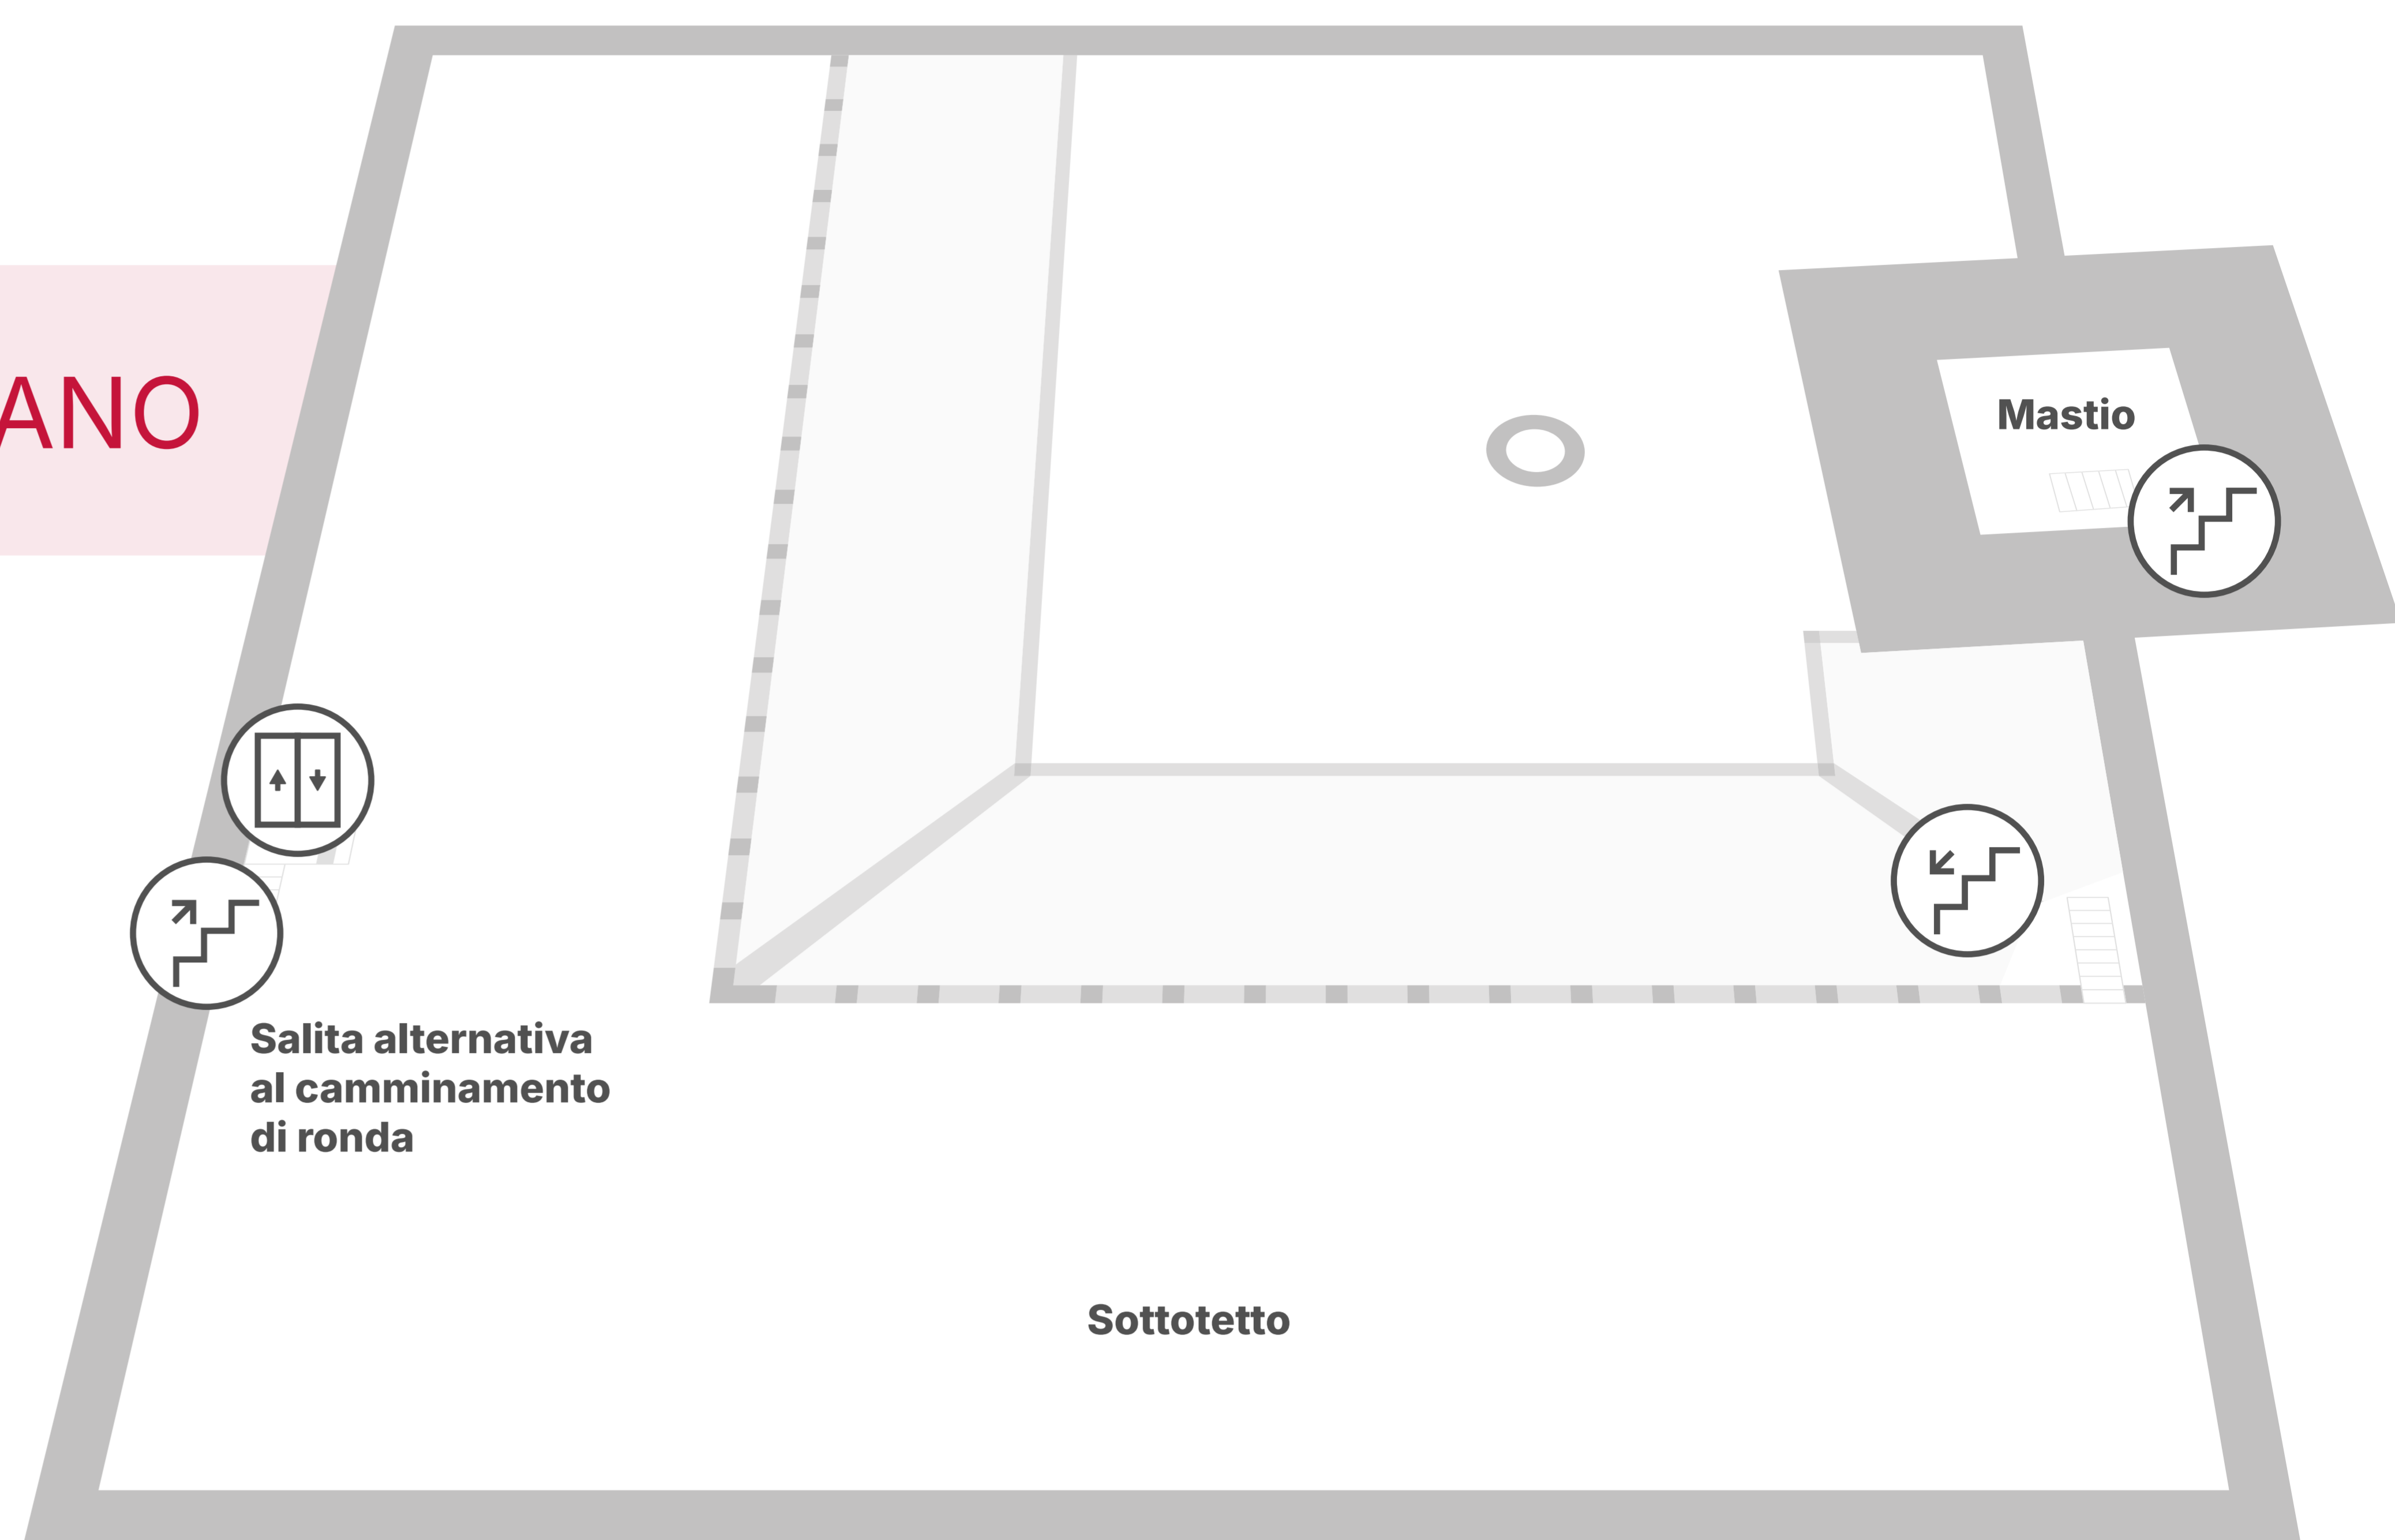 ANO
Mastio
Salita alternativa
al camminamento
di ronda
Sottotetto